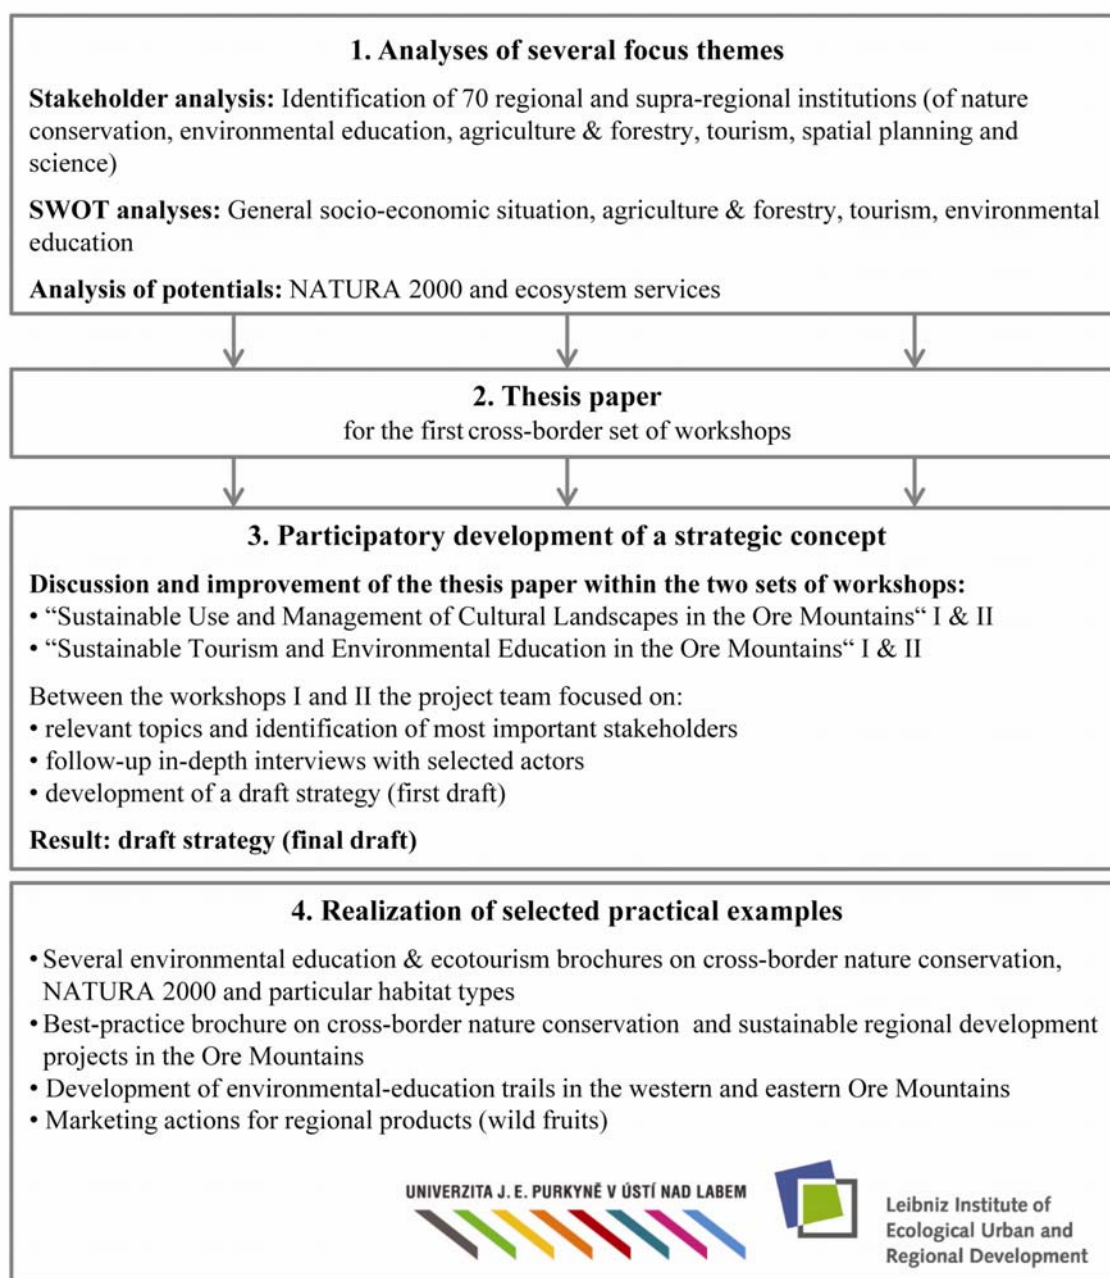 1. Analyses of several focus themes
Stakeholder analysis: Identification of 70 regional and supra-regional institutions (of nature
conservation, environmental education, agriculture & forestry, tourism, spatial planning and
science)
SWOT analyses: General socio-economic situation, agriculture & forestry, tourism, environmental
education
Analysis of potentials: NATURA 2000 and ecosystem services
2. Thesis paper
for the first cross-border set of workshops
3. Participatory development of a strategic concept
Discussion and improvement of the thesis paper within the two sets of workshops:
• “Sustainable Use and Management of Cultural Landscapes in the Ore Mountains“ I & II
• “Sustainable Tourism and Environmental Education in the Ore Mountains“ I & II
Between the workshops I and II the project team focused on:
• relevant topics and identification of most important stakeholders
• follow-up in-depth interviews with selected actors
• development of a draft strategy (first draft)
Result: draft strategy (final draft)
4. Realization of selected practical examples
• Several environmental education & ecotourism brochures on cross-border nature conservation,
NATURA 2000 and particular habitat types
• Best-practice brochure on cross-border nature conservation and sustainable regional development
projects in the Ore Mountains
• Development of environmental-education trails in the western and eastern Ore Mountains
• Marketing actions for regional products (wild fruits)
UNIVERZITA J. E. PURKYNĚ V ÚSTÍ NAD LABEM
Leibniz Institute of
Ecological Urban and
Regional Development